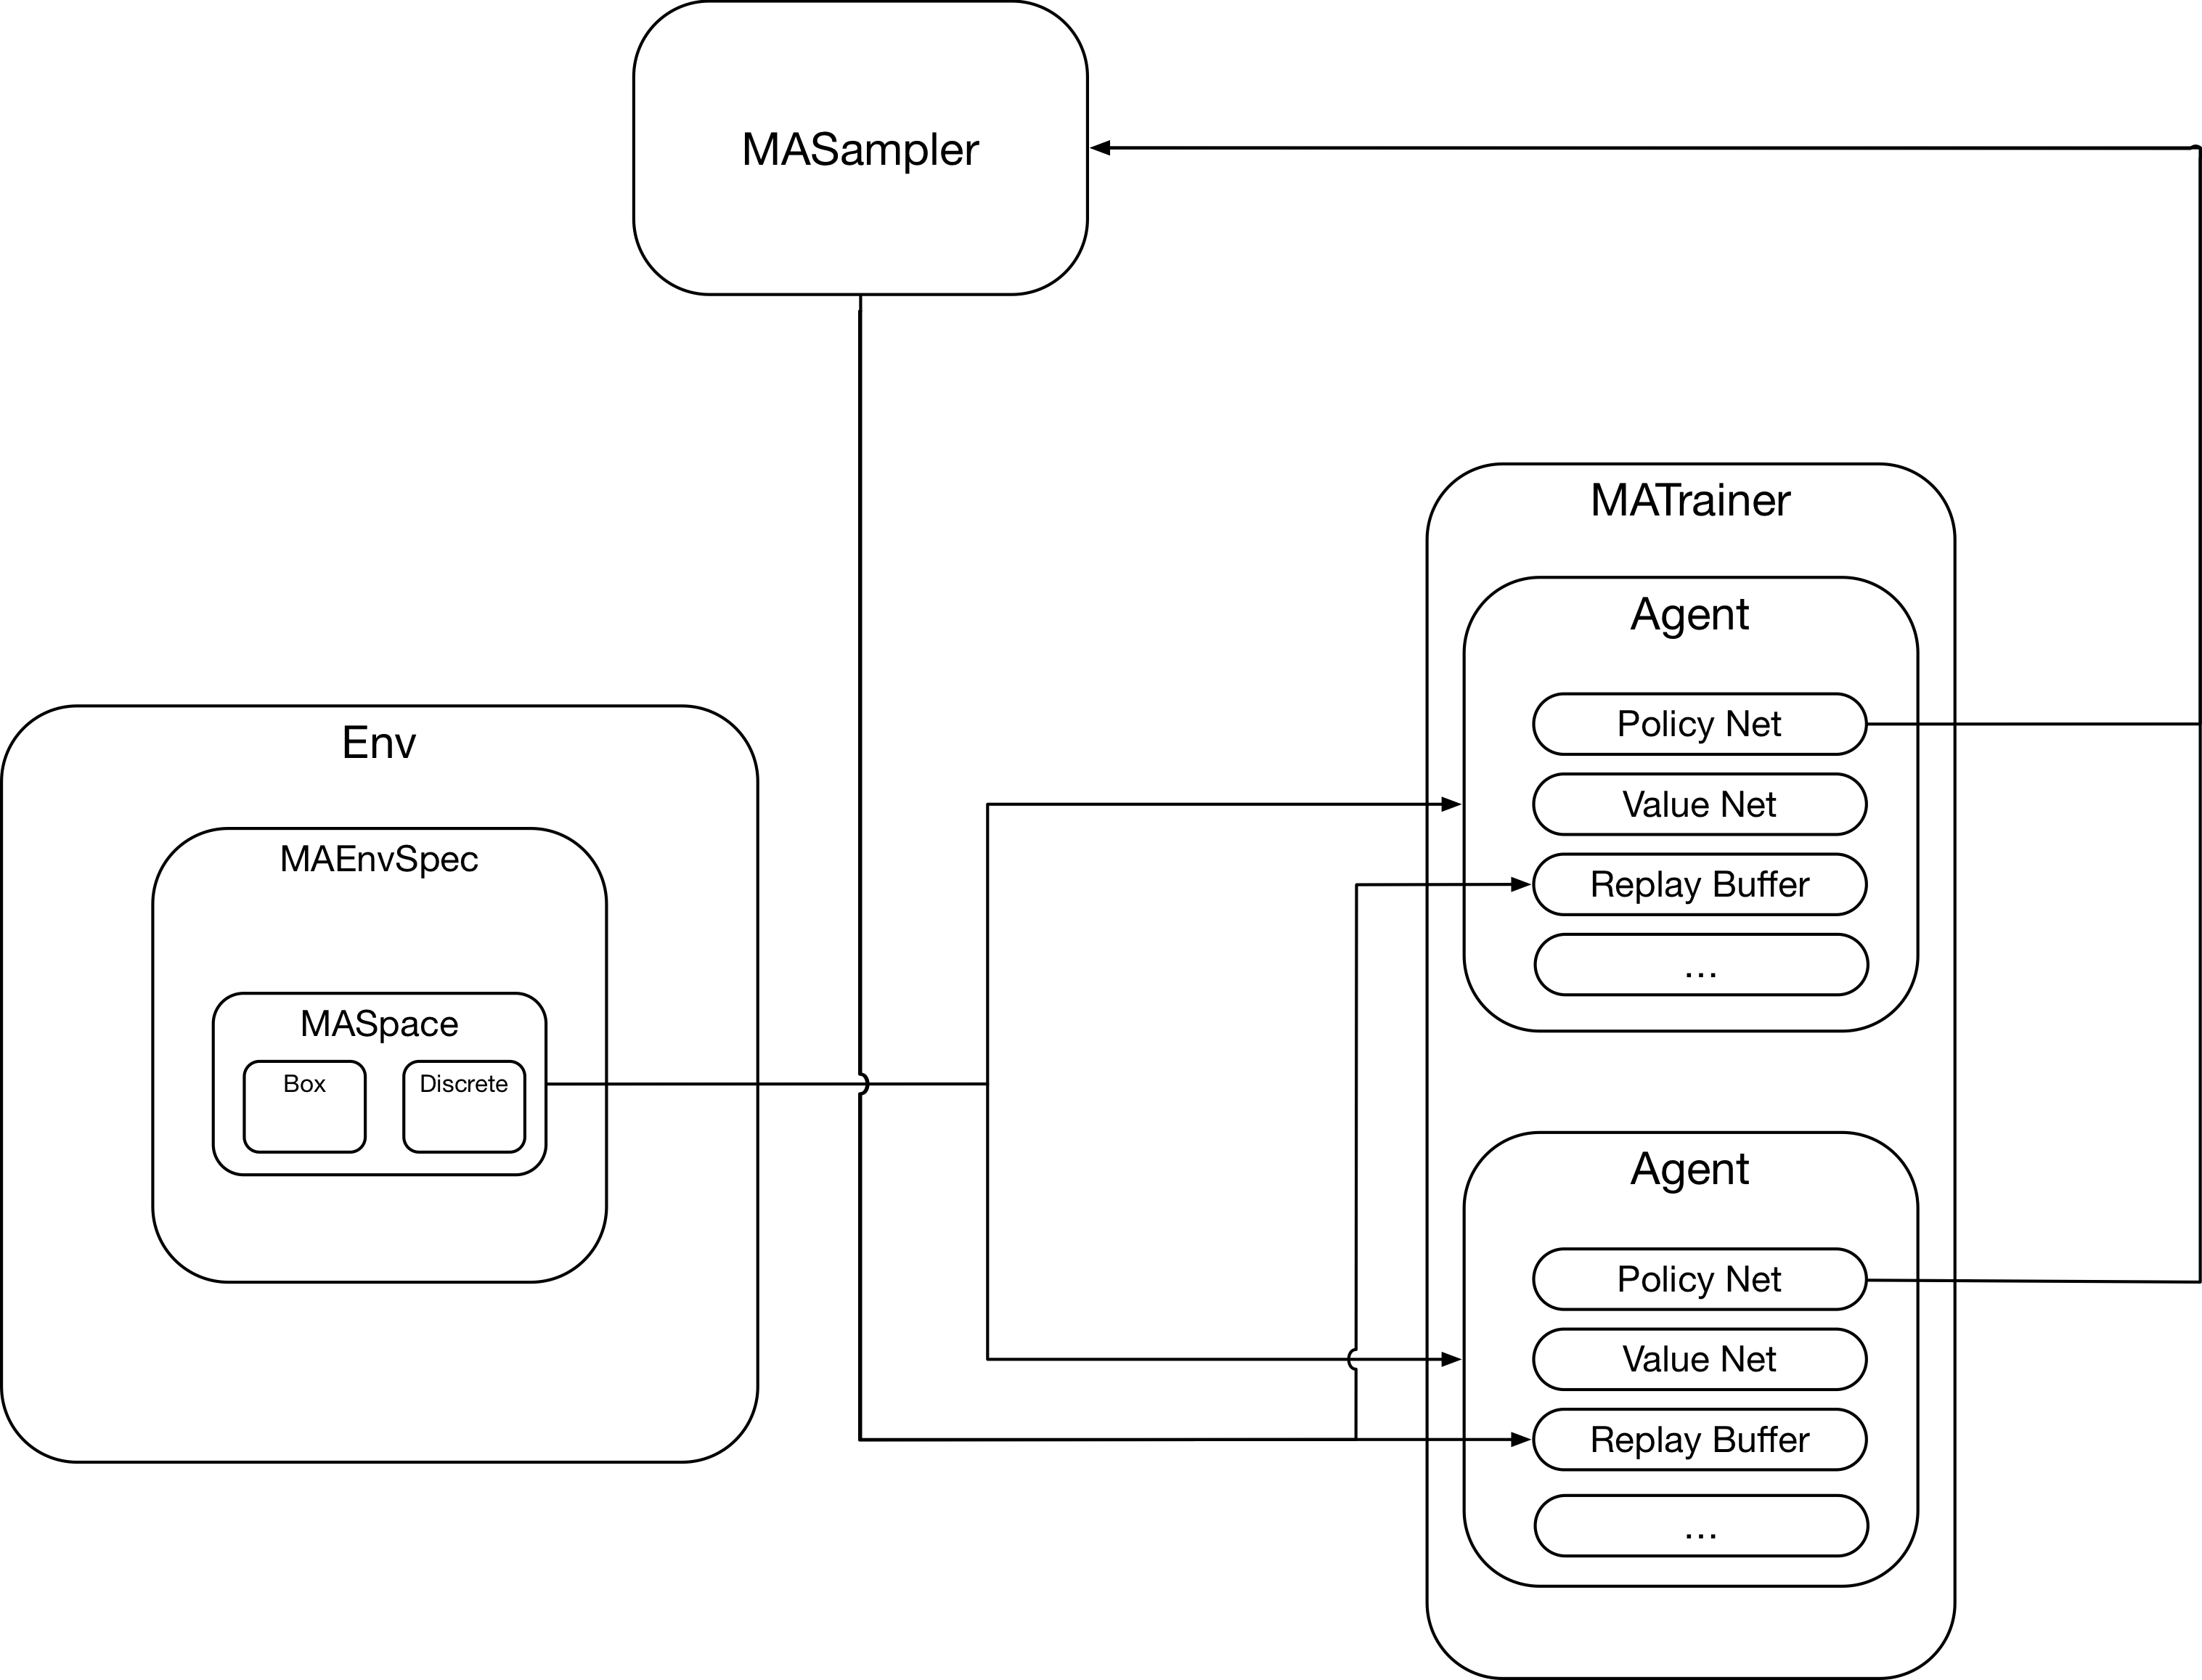 MASampler
Env
MAEnvSpec
MASpace
Box
Discrete
MATrainer
Agent
Policy Net
Value Net
Replay Buffer
...
Agent
Policy Net
Value Net
Replay Buffer
...